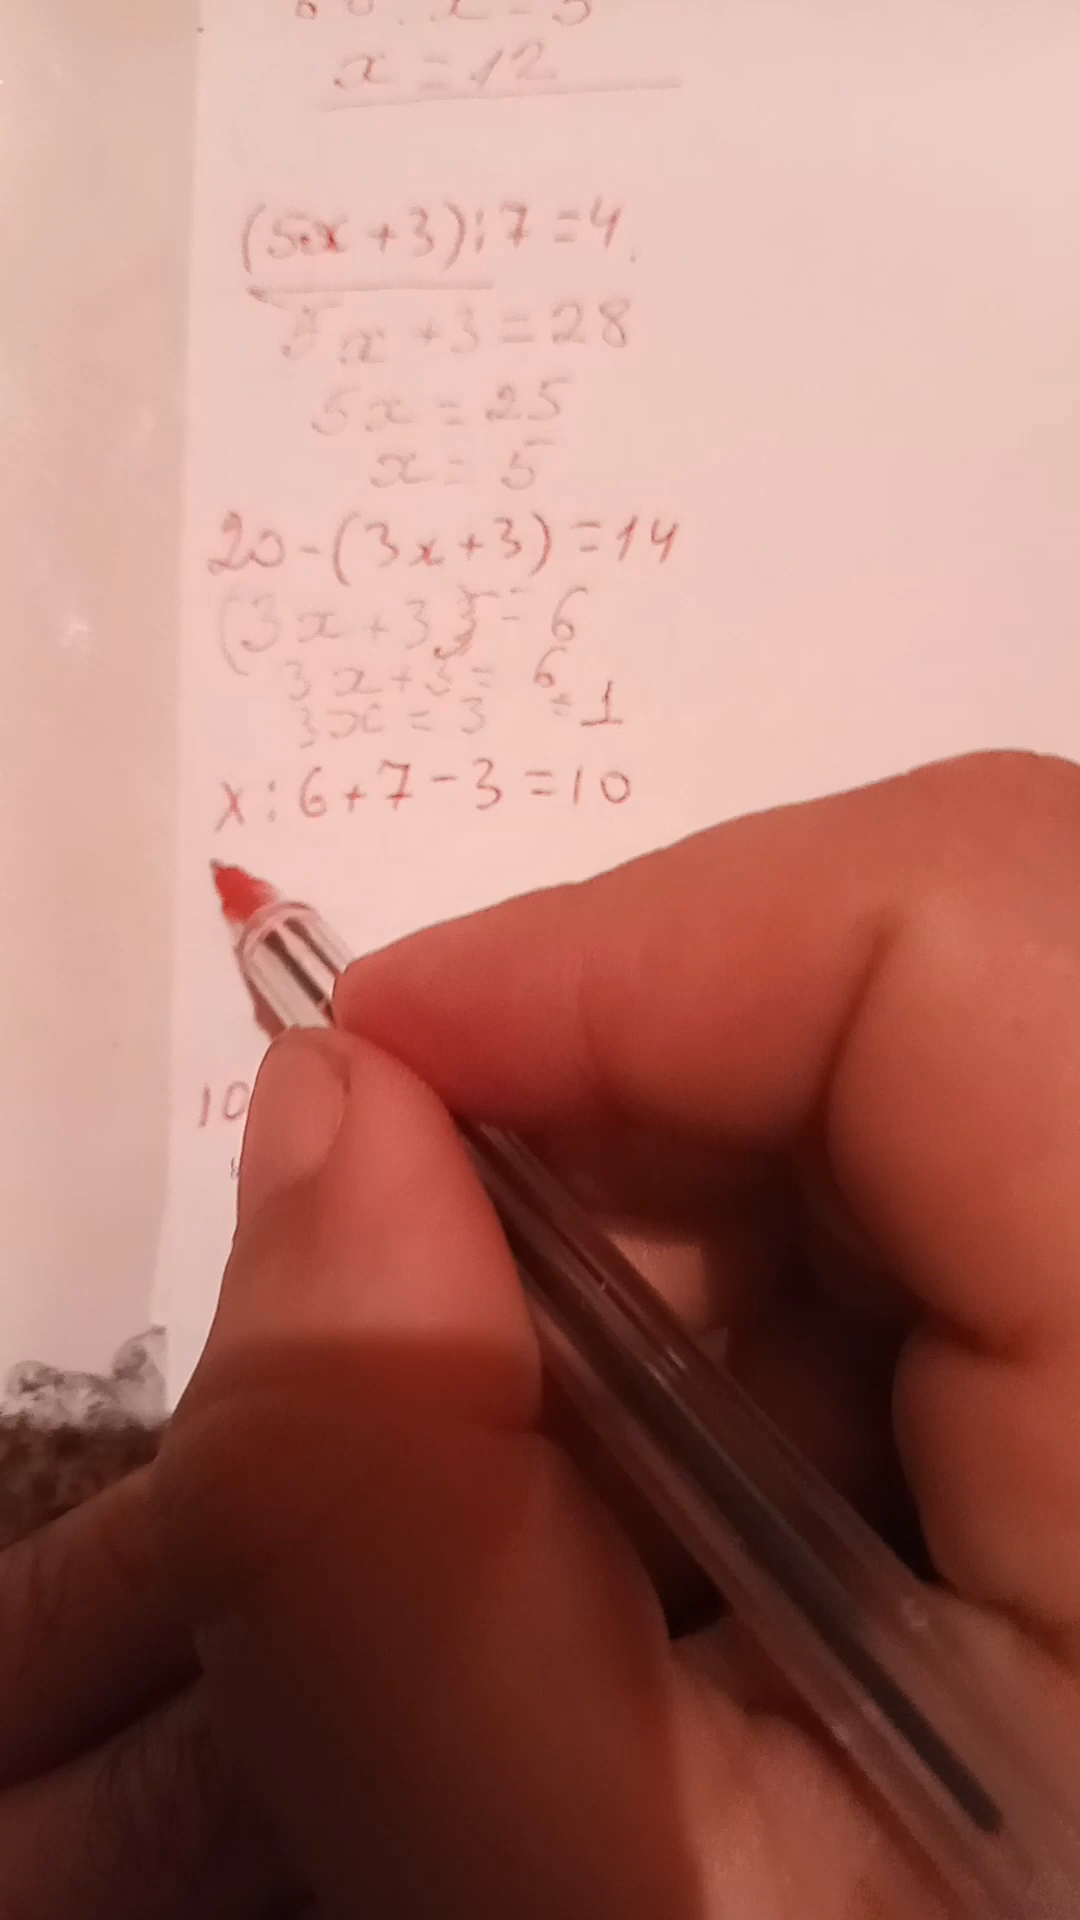 x = 12
(5x + 3) : 7 = 4
5x + 3 = 28
5x = 25
x = 5
20 - (3x + 3) = 14
(3x + 3) = 6
3x + 3 = 6
3x = 3 = 1
x : 6 + 7 - 3 = 10
10